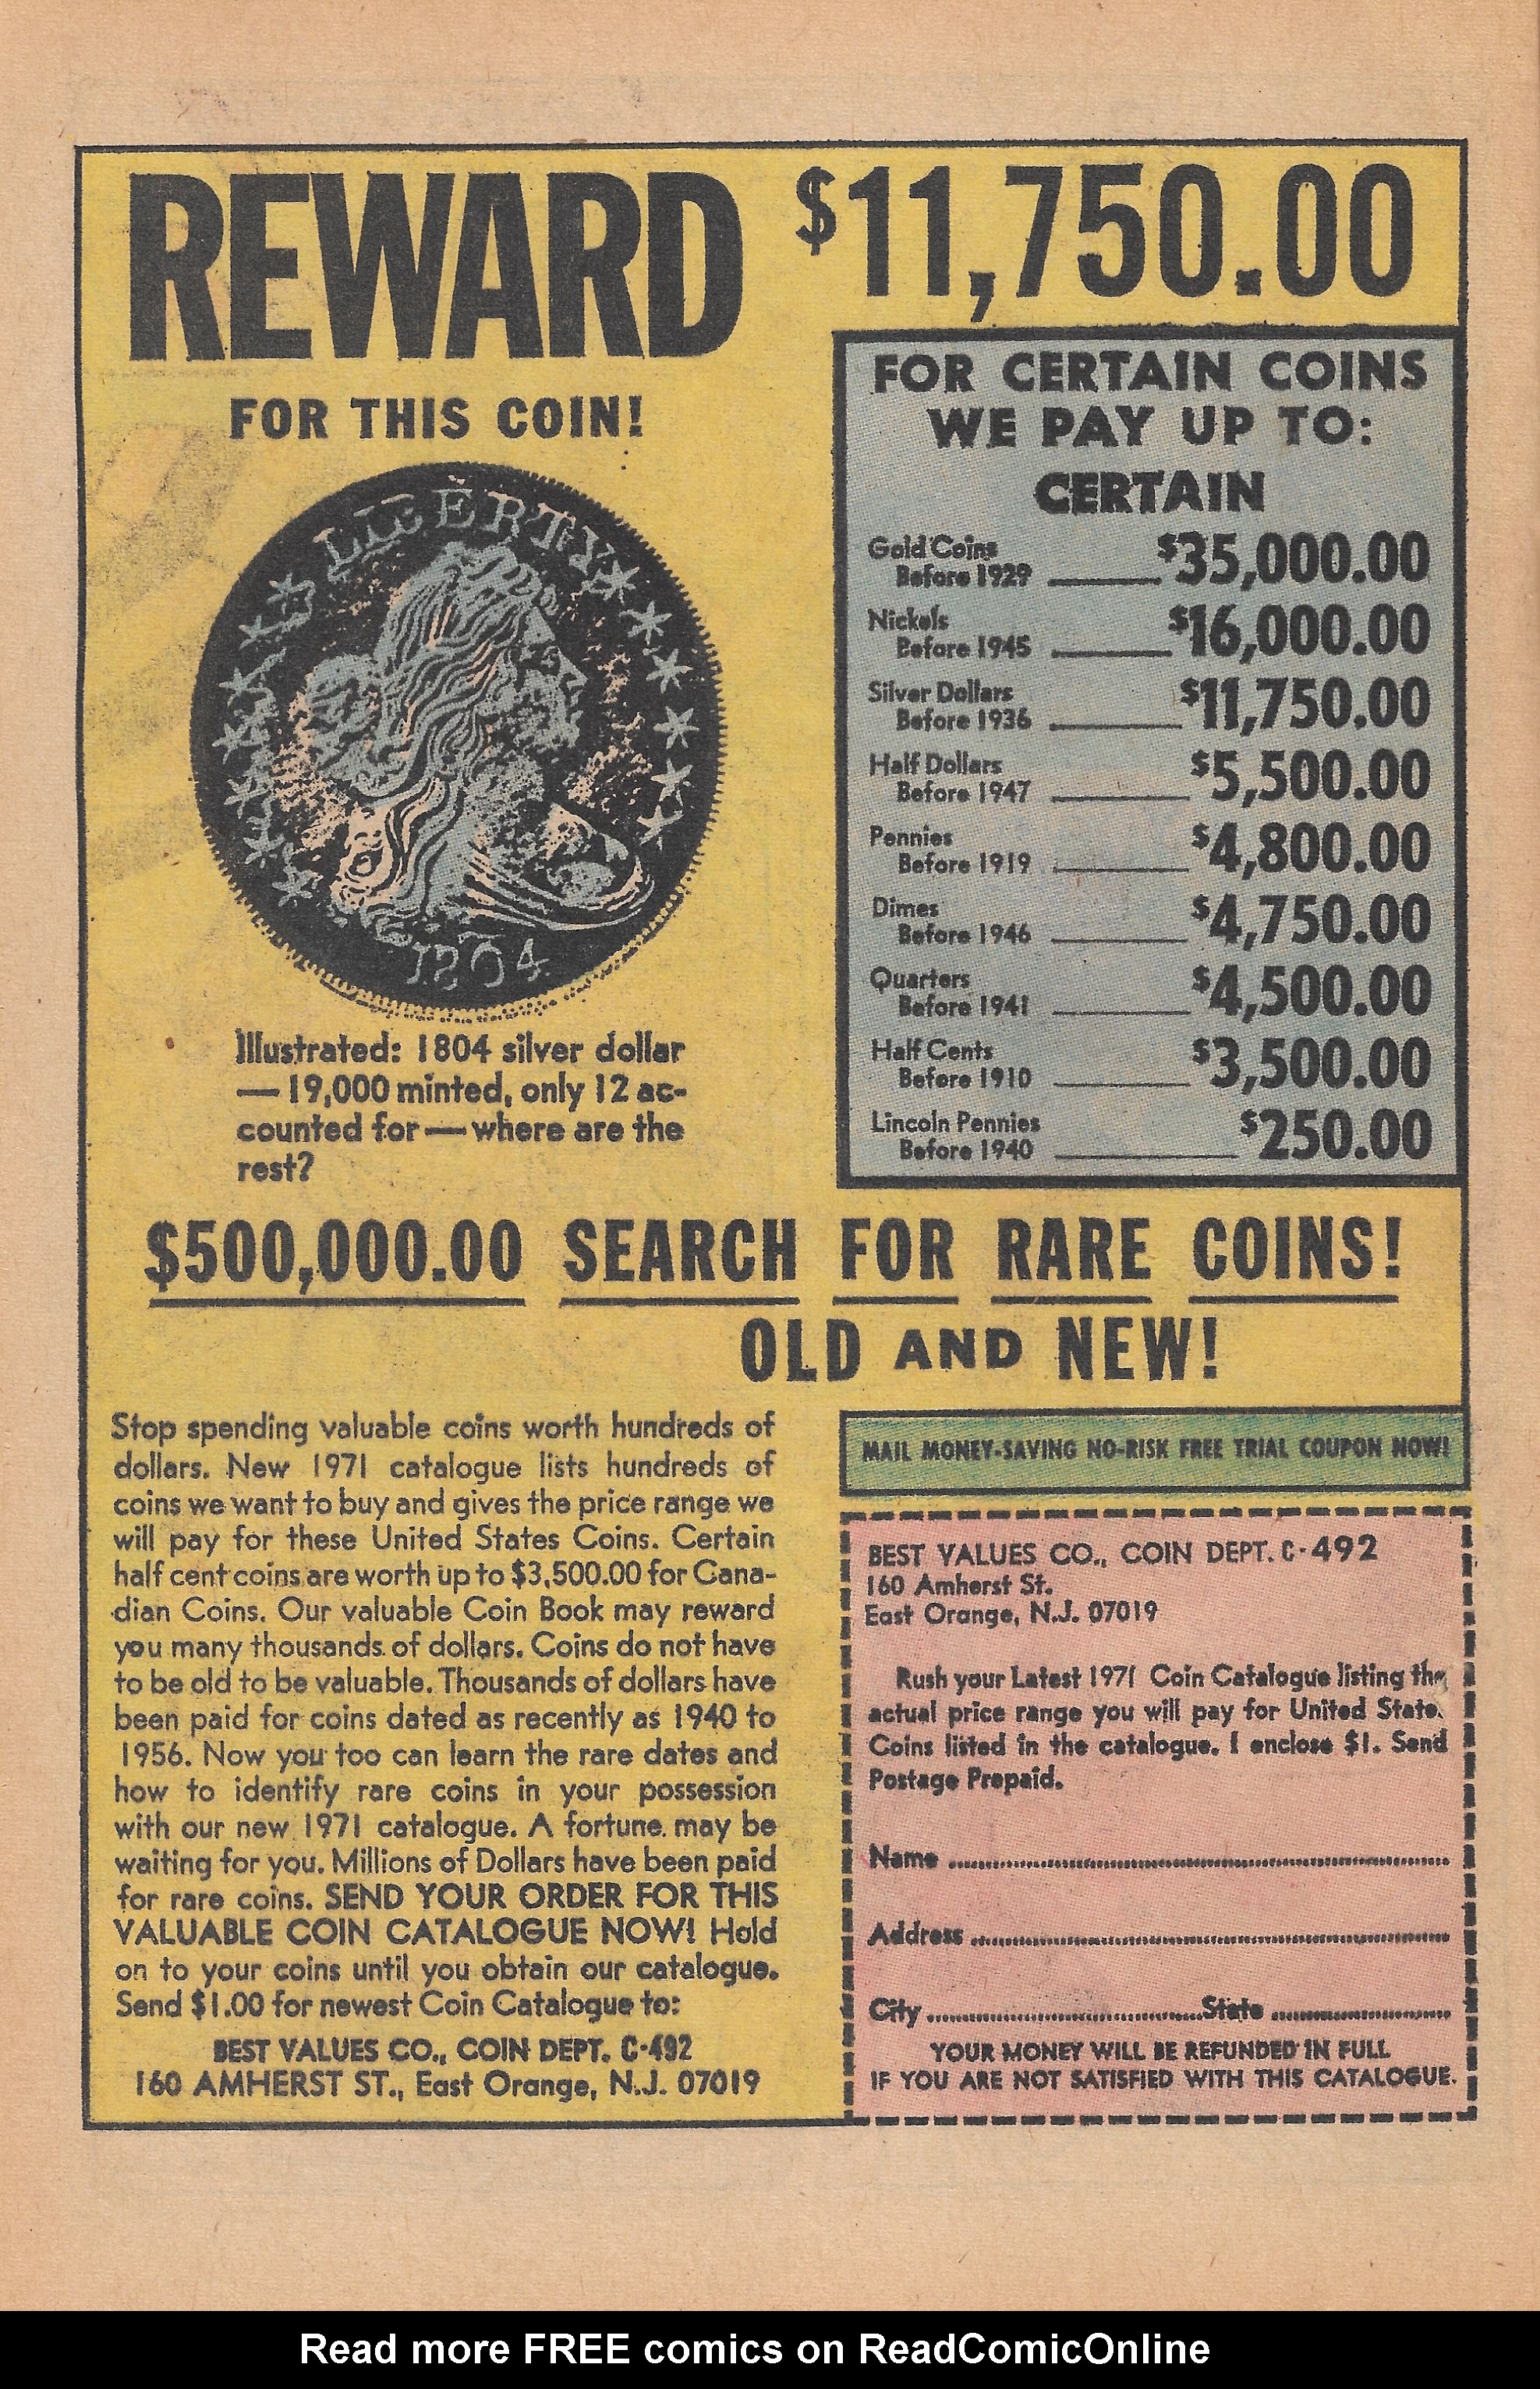 REWARD $11,750.00
FOR THIS COIN!
LIBERTY
1804
Illustrated: 1804 silver dollar
— 19,000 minted, only 12 ac-
counted for — where are the
rest?
FOR CERTAIN COINS
WE PAY UP TO:
CERTAIN
Gold Coins
Before 1929 $35,000.00
Nickels
Before 1945 $16,000.00
Silver Dollars
Before 1936 $11,750.00
Half Dollars
Before 1947 $5,500.00
Pennies
Before 1919 $4,800.00
Dimes
Before 1946 $4,750.00
Quarters
Before 1941 $4,500.00
Half Cents
Before 1910 $3,500.00
Lincoln Pennies
Before 1940 $250.00
$500,000.00 SEARCH FOR RARE COINS!
OLD AND NEW!
Stop spending valuable coins worth hundreds of
dollars. New 1971 catalogue lists hundreds of
coins we want to buy and gives the price range we
will pay for these United States Coins. Certain
half cent coins are worth up to $3,500.00 for Cana-
dian Coins. Our valuable Coin Book may reward
you many thousands of dollars. Coins do not have
to be old to be valuable. Thousands of dollars have
been paid for coins dated as recently as 1940 to
1956. Now you too can learn the rare dates and
how to identify rare coins in your possession
with our new 1971 catalogue. A fortune may be
waiting for you. Millions of Dollars have been paid
for rare coins. SEND YOUR ORDER FOR THIS
VALUABLE COIN CATALOGUE NOW! Hold
on to your coins until you obtain our catalogue.
Send $1.00 for newest Coin Catalogue to:
BEST VALUES CO., COIN DEPT. C-492
160 AMHERST ST., East Orange, N.J. 07019
MAIL MONEY-SAVING NO-RISK FREE TRIAL COUPON NOW!
BEST VALUES CO., COIN DEPT. C-492
160 Amherst St.
East Orange, N.J. 07019
Rush your Latest 1971 Coin Catalogue listing the
actual price range you will pay for United States
Coins listed in the catalogue. I enclose $1. Send
Postage Prepaid.
Name
Address
City State
YOUR MONEY WILL BE REFUNDED IN FULL
IF YOU ARE NOT SATISFIED WITH THIS CATALOGUE.
Read more FREE comics on ReadComicOnline